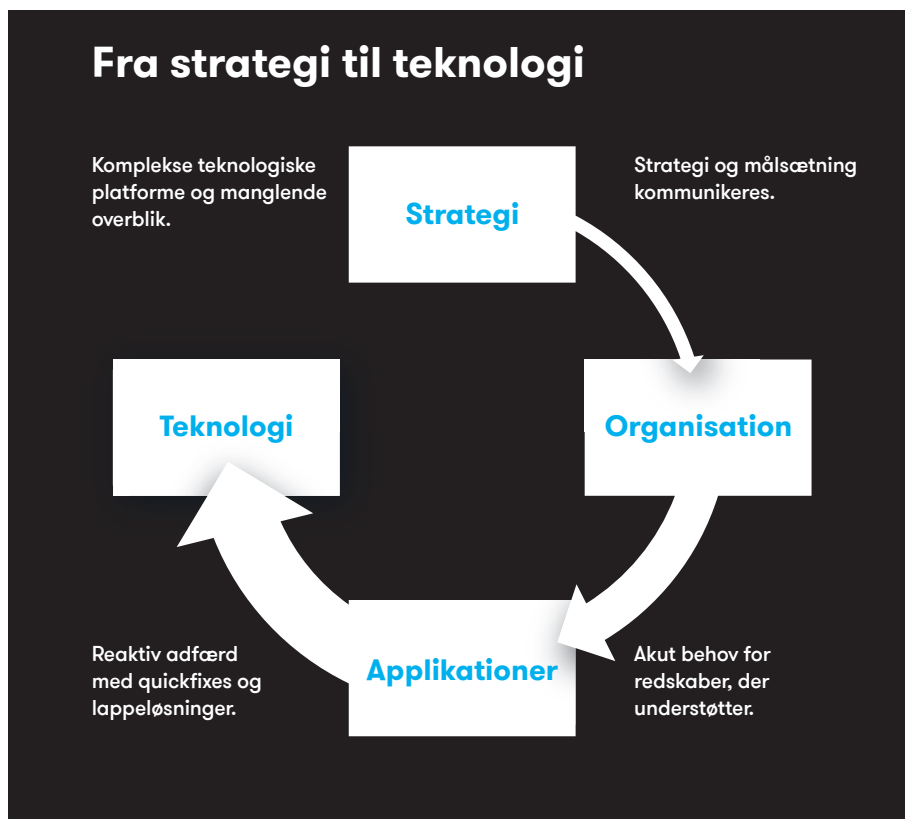 Fra strategi til teknologi
Komplekse teknologiske
platforme og manglende
overblik.
Strategi
Strategi og målsætning
kommunikeres.
Teknologi
Organisation
Reaktiv adfærd
med quickfixes og
lappeløsninger.
Applikationer
Akut behov for
redskaber, der
understøtter.